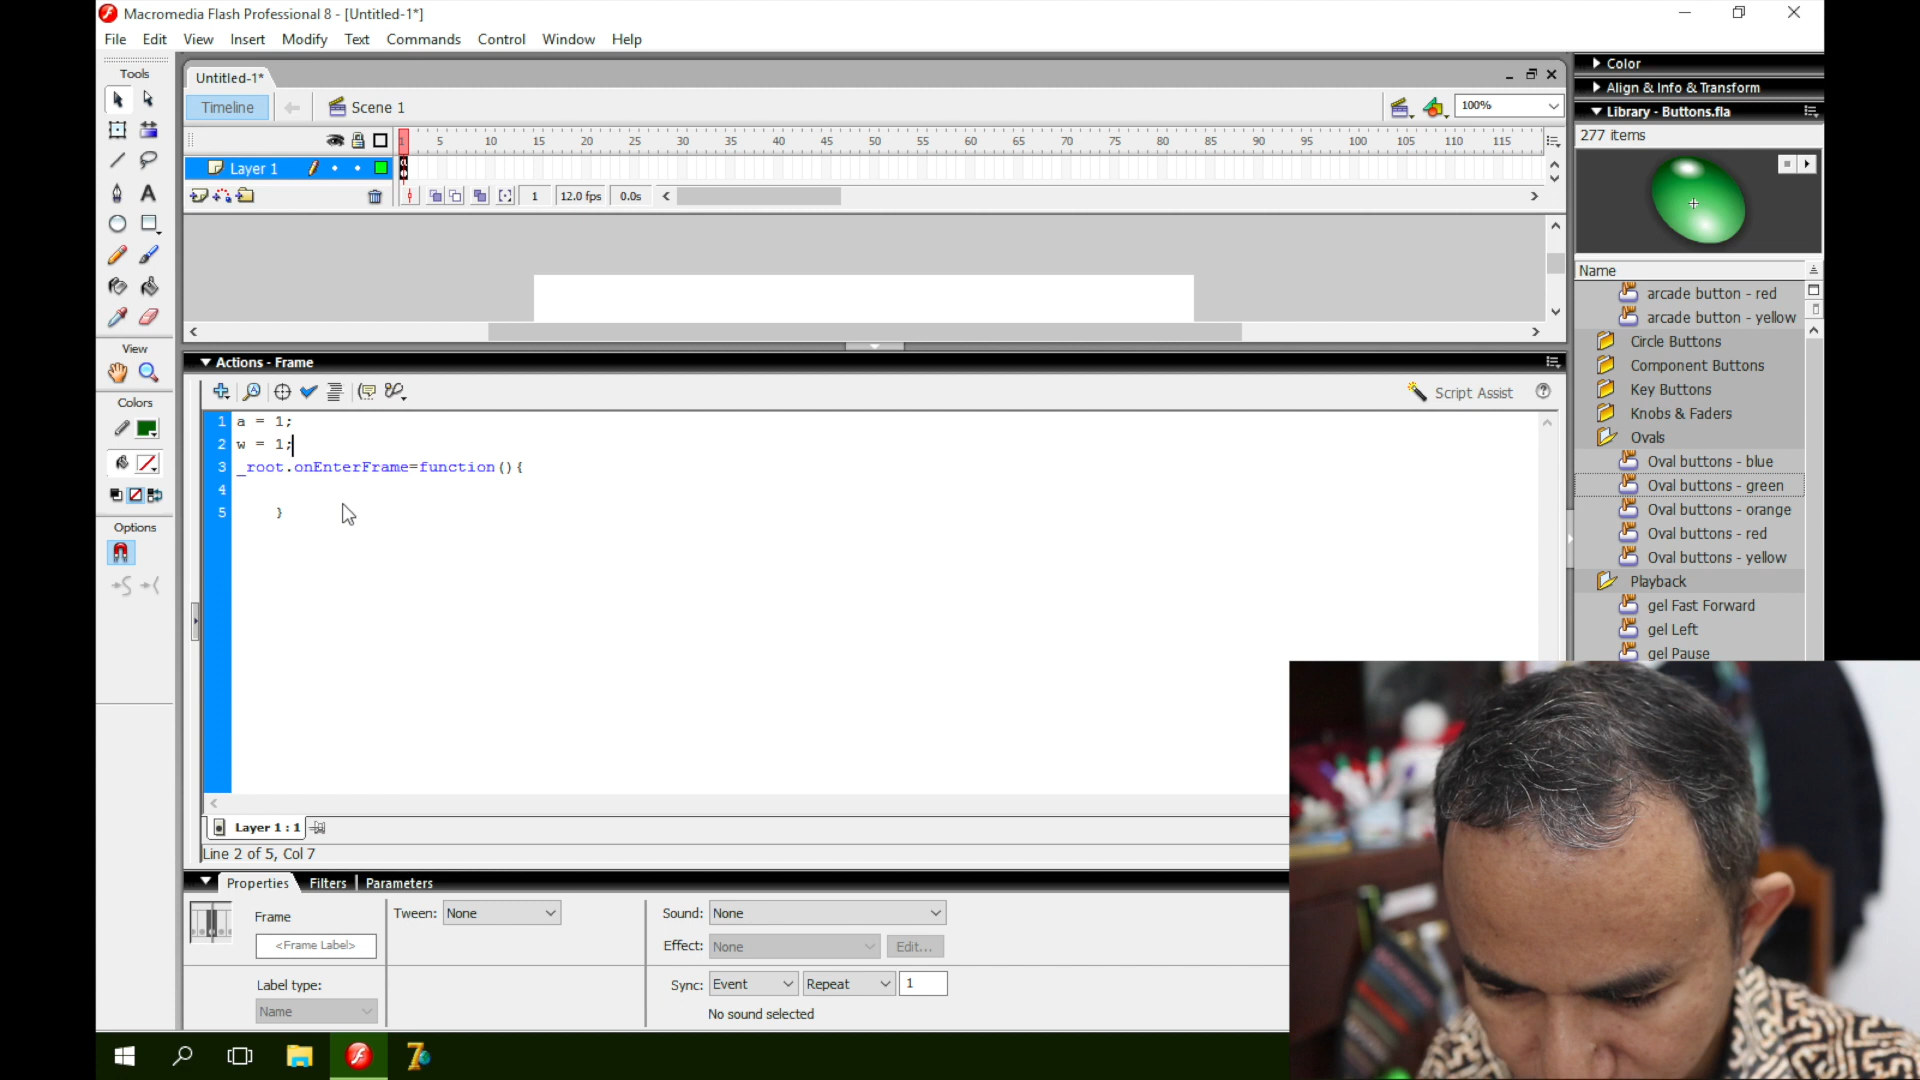 Macromedia Flash Professional 8 - [Untitled-1*]
File Edit View Insert Modify Text Commands Control Window Help
Tools
View
Colors
Options
Untitled-1*
Timeline
Scene 1
100%
1 5 10 15 20 25 30 35 40 45 50 55 60 65 70 75 80 85 90 95 100 105 110 115
Layer 1
1 12.0 fps 0.0s
Actions - Frame
Script Assist
1 a = 1;
2 w = 1;
3 _root.onEnterFrame=function(){
4
5 }
Layer 1 : 1
Line 2 of 5, Col 7
Properties Filters Parameters
Frame
<Frame Label>
Label type:
Name
Tween: None
Sound: None
Effect: None Edit...
Sync: Event Repeat 1
No sound selected
Color
Align & Info & Transform
Library - Buttons.fla
277 items
Name
arcade button - red
arcade button - yellow
Circle Buttons
Component Buttons
Key Buttons
Knobs & Faders
Ovals
Oval buttons - blue
Oval buttons - green
Oval buttons - orange
Oval buttons - red
Oval buttons - yellow
Playback
gel Fast Forward
gel Left
gel Pause